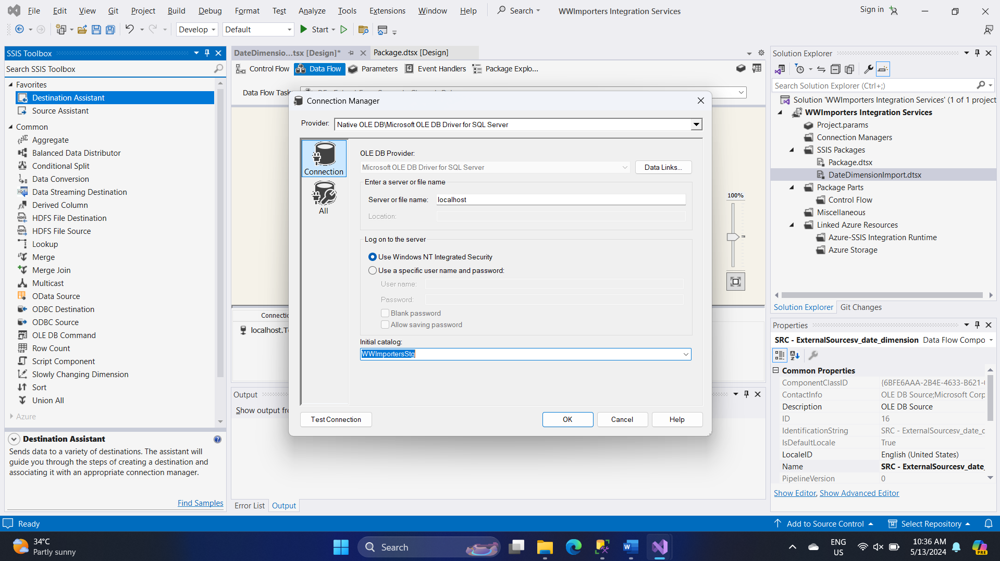 File Edit View Git Project Build Debug Format Test Analyze Tools Extensions Window Help Search WWImporters Integration Services Sign in
Develop Default Start
SSIS Toolbox
Search SSIS Toolbox
Favorites
Destination Assistant
Source Assistant
Common
Aggregate
Balanced Data Distributor
Conditional Split
Data Conversion
Data Streaming Destination
Derived Column
HDFS File Destination
HDFS File Source
Lookup
Merge
Merge Join
Multicast
OData Source
ODBC Destination
ODBC Source
OLE DB Command
Row Count
Script Component
Slowly Changing Dimension
Sort
Union All
Azure
Destination Assistant
Sends data to a variety of destinations. The assistant will
guide you through the steps of creating a destination and
associating it with an appropriate connection manager.
Find Samples
DateDimensio...tsx [Design]* Package.dtsx [Design]
Control Flow Data Flow Parameters Event Handlers Package Explo...
Data Flow Task
Connection Manager
Provider: Native OLE DB\Microsoft OLE DB Driver for SQL Server
Connection
All
OLE DB Provider:
Microsoft OLE DB Driver for SQL Server Data Links...
Enter a server or file name
Server or file name: localhost
Location:
Log on to the server
Use Windows NT Integrated Security
Use a specific user name and password:
User name:
Password:
Blank password
Allow saving password
Initial catalog:
WWImportersStg
Test Connection OK Cancel Help
100%
Connectio
localhost.T
Output
Show output fr
Error List Output
Solution Explorer
Search Solution Explorer (Ctrl+;)
Solution 'WWImporters Integration Services' (1 of 1 project
WWImporters Integration Services
Project.params
Connection Managers
SSIS Packages
Package.dtsx
DateDimensionImport.dtsx
Package Parts
Control Flow
Miscellaneous
Linked Azure Resources
Azure-SSIS Integration Runtime
Azure Storage
Solution Explorer Git Changes
Properties
SRC - ExternalSourcesv_date_dimension Data Flow Compo
Common Properties
ComponentClassID {6BFE6AAA-2B4E-4633-B621-
ContactInfo OLE DB Source;Microsoft Corp
Description OLE DB Source
ID 16
IdentificationString SRC - ExternalSourcesv_date_
IsDefaultLocale True
LocaleID English (United States)
Name SRC - ExternalSourcesv_date_
PipelineVersion 0
Show Editor, Show Advanced Editor
Ready Add to Source Control Select Repository
34°C
Partly sunny
Search
ENG
US
10:36 AM
5/13/2024
PRE